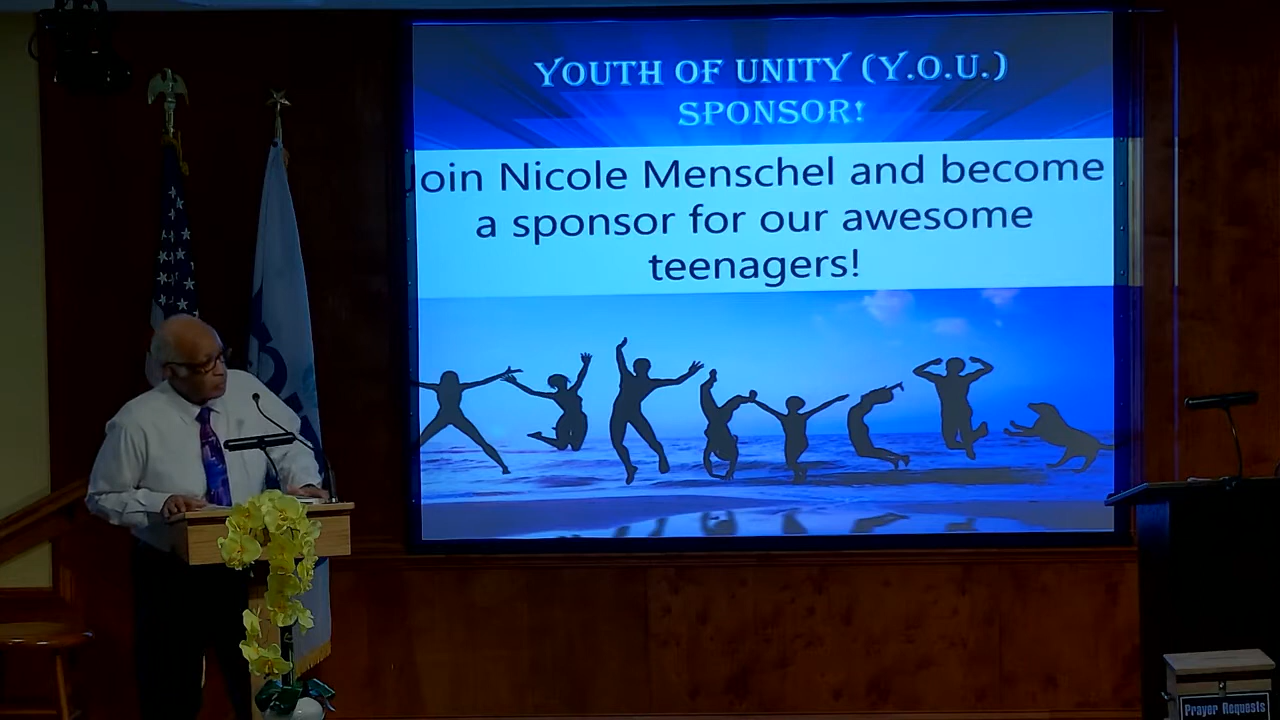 YOUTH OF UNITY (Y.O.U.)
SPONSOR!
Join Nicole Menschel and become
a sponsor for our awesome
teenagers!
Prayer Requests